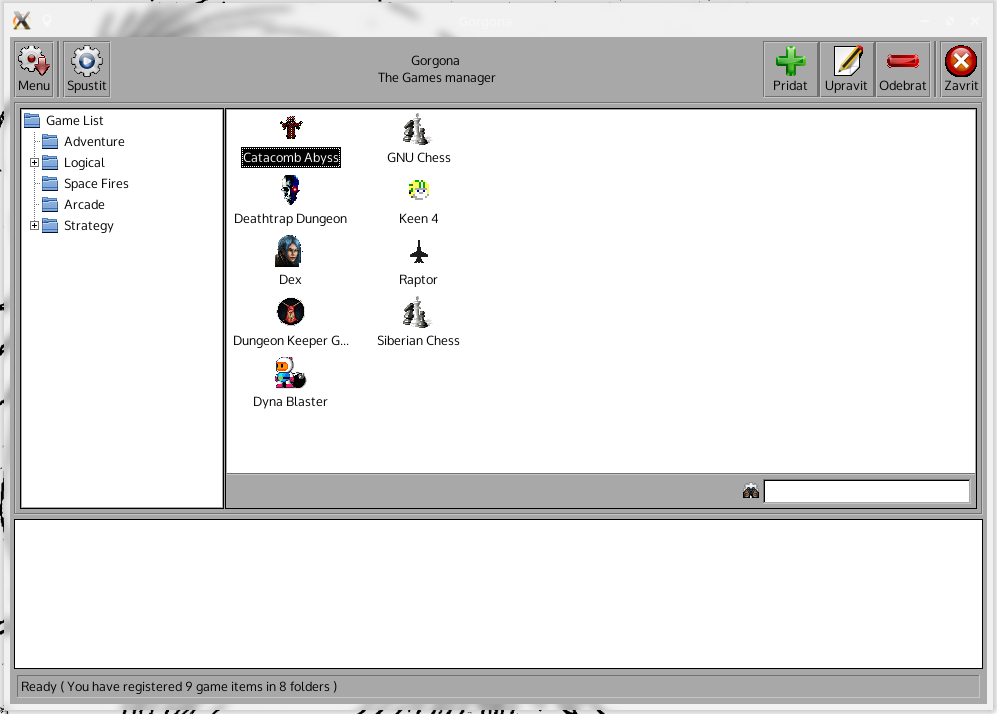 Gorgona
Menu
Spustit
Gorgona
The Games manager
Pridat
Upravit
Odebrat
Zavrit
Game List
Adventure
Logical
Space Fires
Arcade
Strategy
Catacomb Abyss
GNU Chess
Deathtrap Dungeon
Keen 4
Dex
Raptor
Dungeon Keeper G...
Siberian Chess
Dyna Blaster
Ready ( You have registered 9 game items in 8 folders )